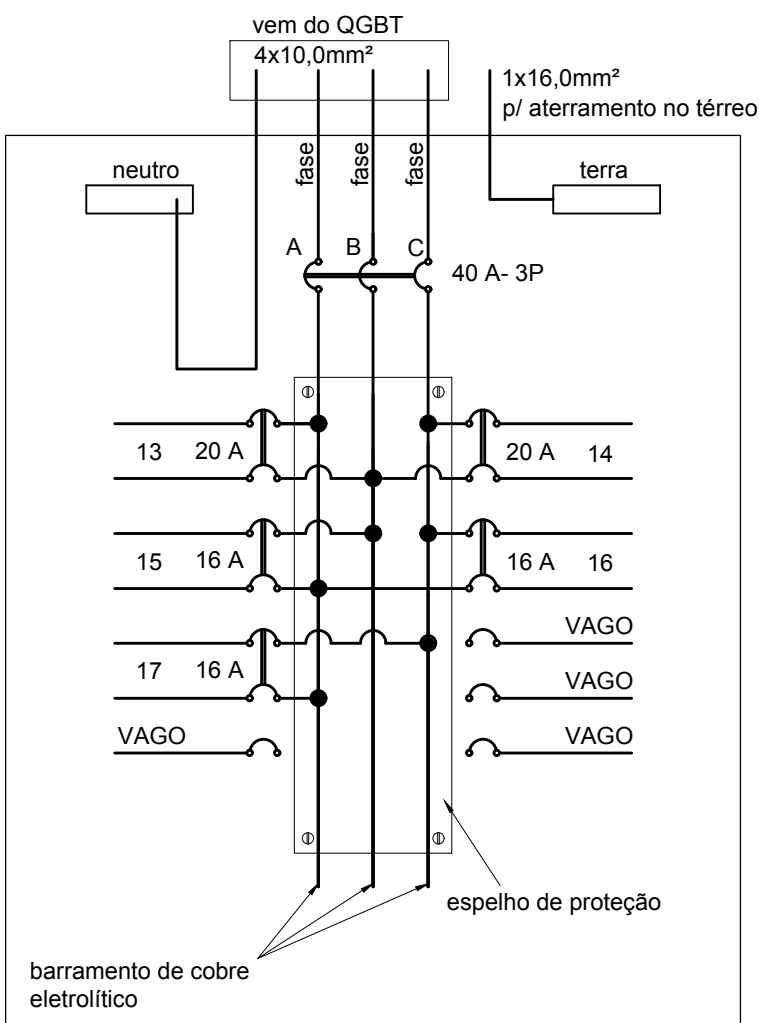 vem do QGBT
4x10,0mm²
1x16,0mm²
p/ aterramento no térreo
neutro
fase
fase
fase
terra
A
B
C
40 A- 3P
13
20 A
20 A
14
15
16 A
16 A
16
VAGO
17
16 A
VAGO
VAGO
VAGO
espelho de proteção
barramento de cobre
eletrolítico